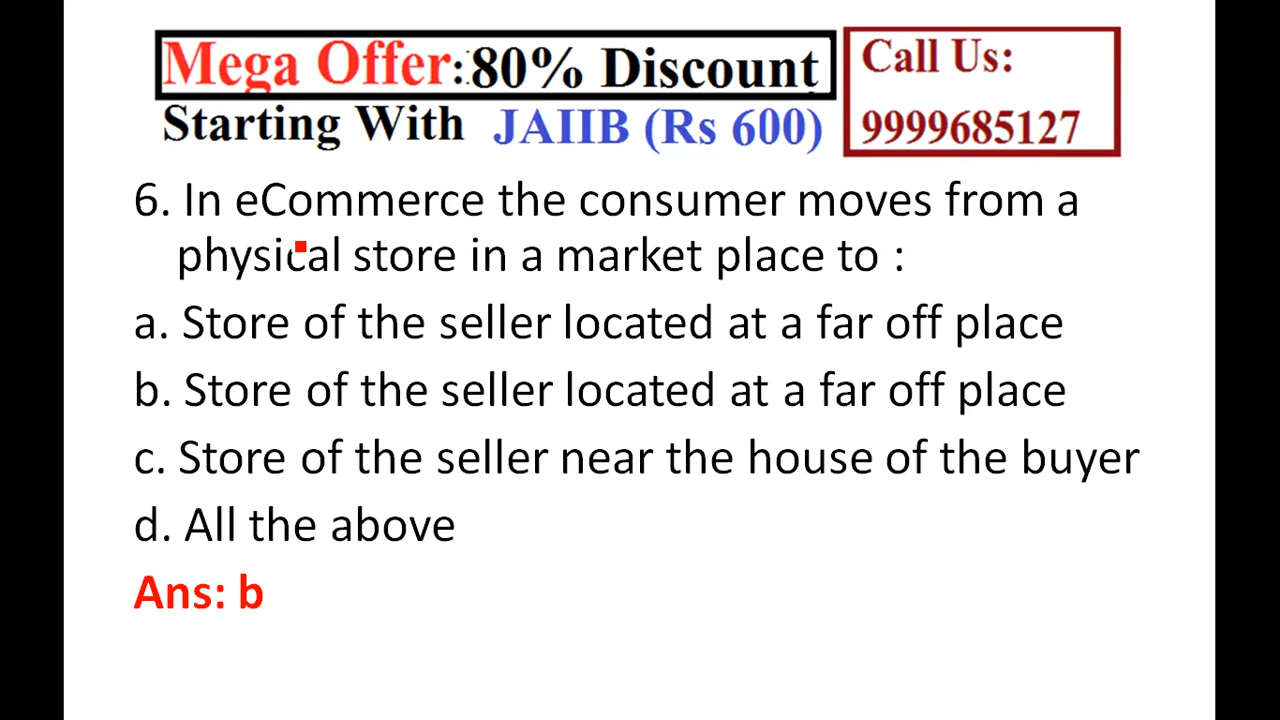 Mega Offer: 80% Discount
Call Us:
Starting With JAIIB (Rs 600)
9999685127
6. In eCommerce the consumer moves from a
physical store in a market place to :
a. Store of the seller located at a far off place
b. Store of the seller located at a far off place
c. Store of the seller near the house of the buyer
d. All the above
Ans: b